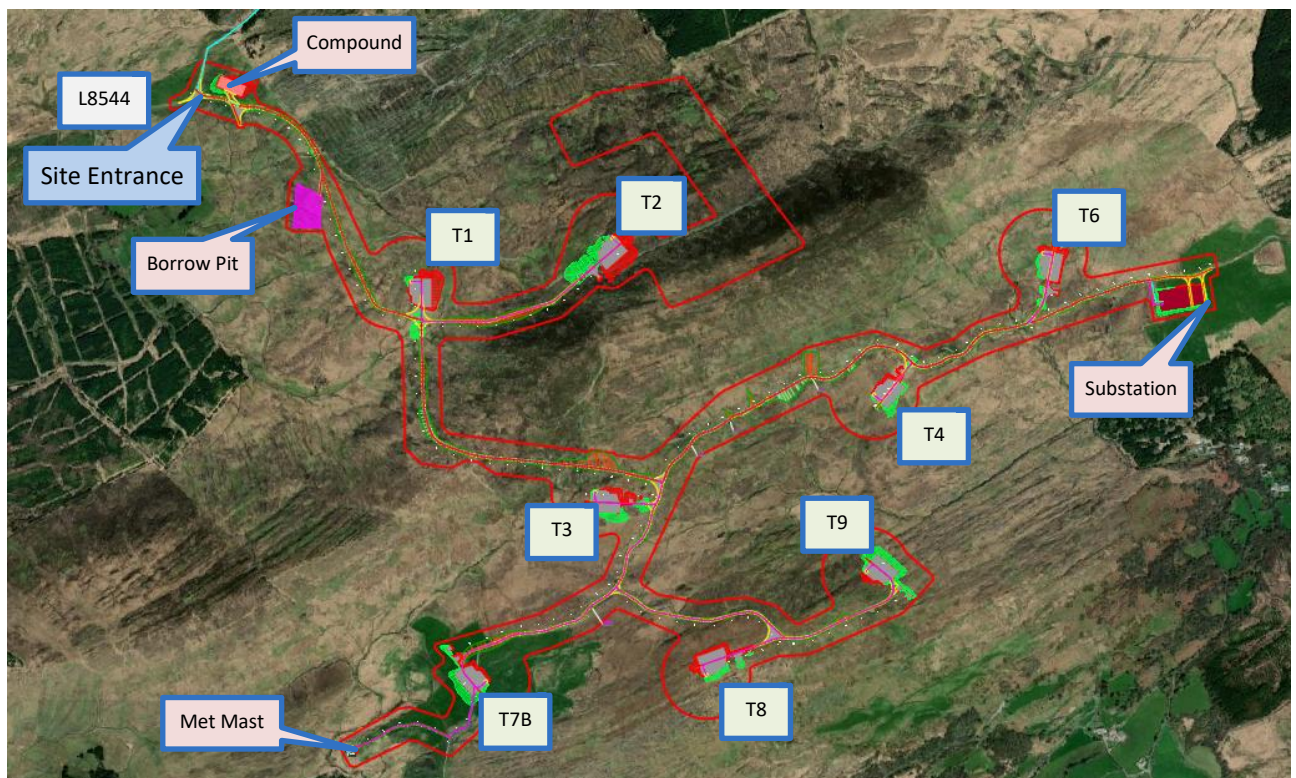 Compound
L8544
Site Entrance
T2
T6
T1
Borrow Pit
Substation
T4
T9
T3
T8
T7B
Met Mast